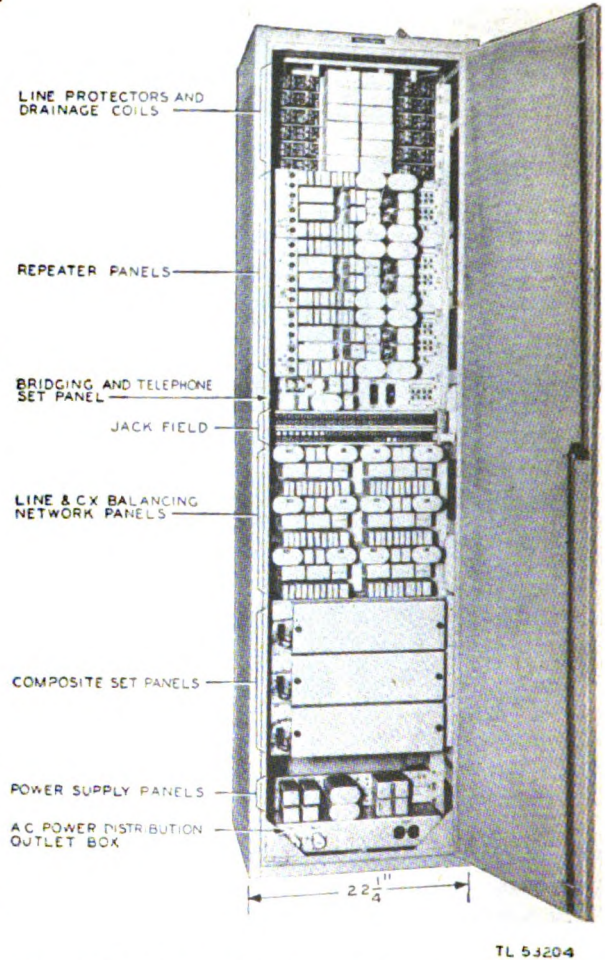 LINE PROTECTORS AND
DRAINAGE COILS
REPEATER PANELS
BRIDGING AND TELEPHONE
SET PANEL
JACK FIELD
LINE & CX BALANCING
NETWORK PANELS
COMPOSITE SET PANELS
POWER SUPPLY PANELS
AC POWER DISTRIBUTION
OUTLET BOX
22 1/4"
TL 53204